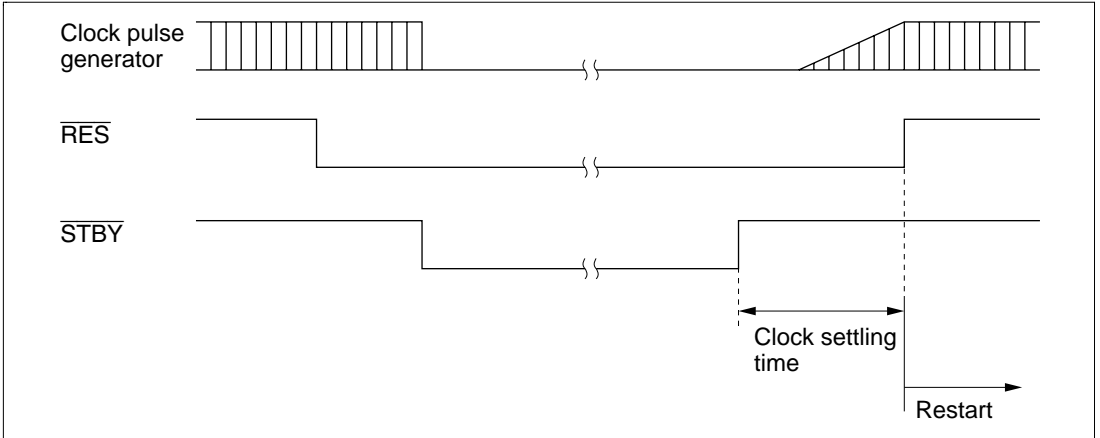 Clock pulse
generator
RES
STBY
Clock settling
time
Restart